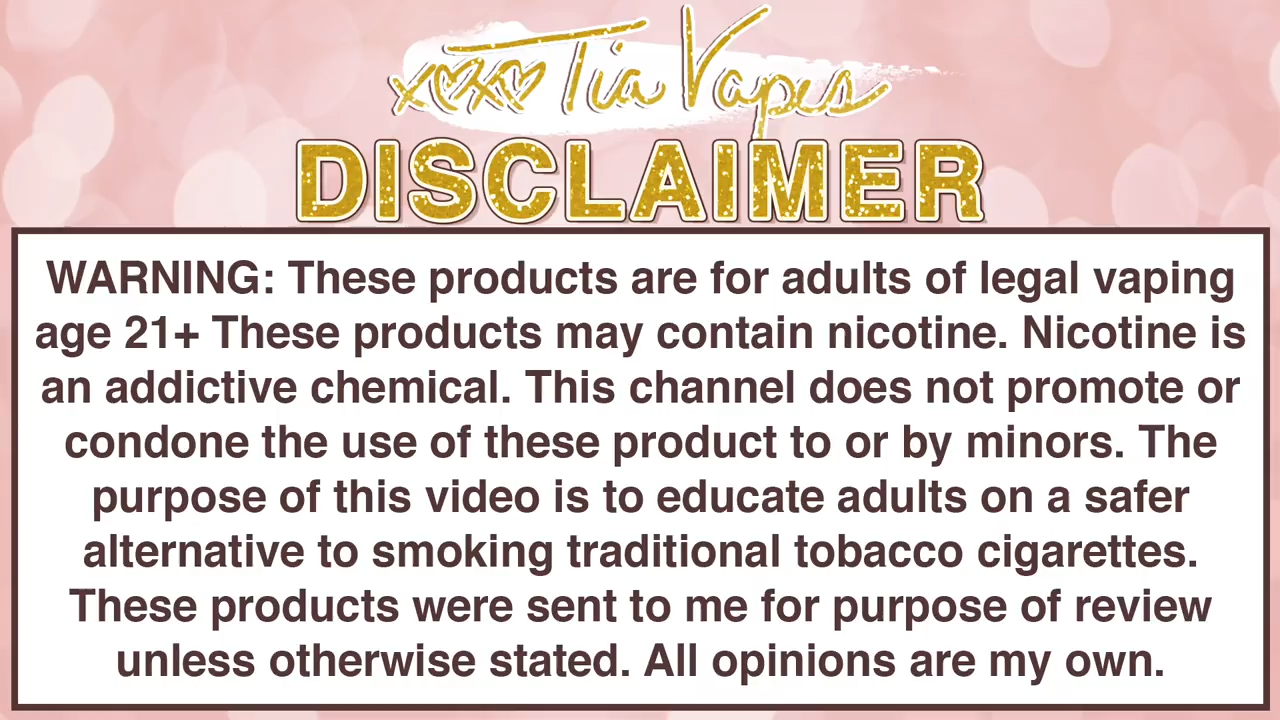 xoxo Tia Vapes
DISCLAIMER
WARNING: These products are for adults of legal vaping
age 21+ These products may contain nicotine. Nicotine is
an addictive chemical. This channel does not promote or
condone the use of these product to or by minors. The
purpose of this video is to educate adults on a safer
alternative to smoking traditional tobacco cigarettes.
These products were sent to me for purpose of review
unless otherwise stated. All opinions are my own.